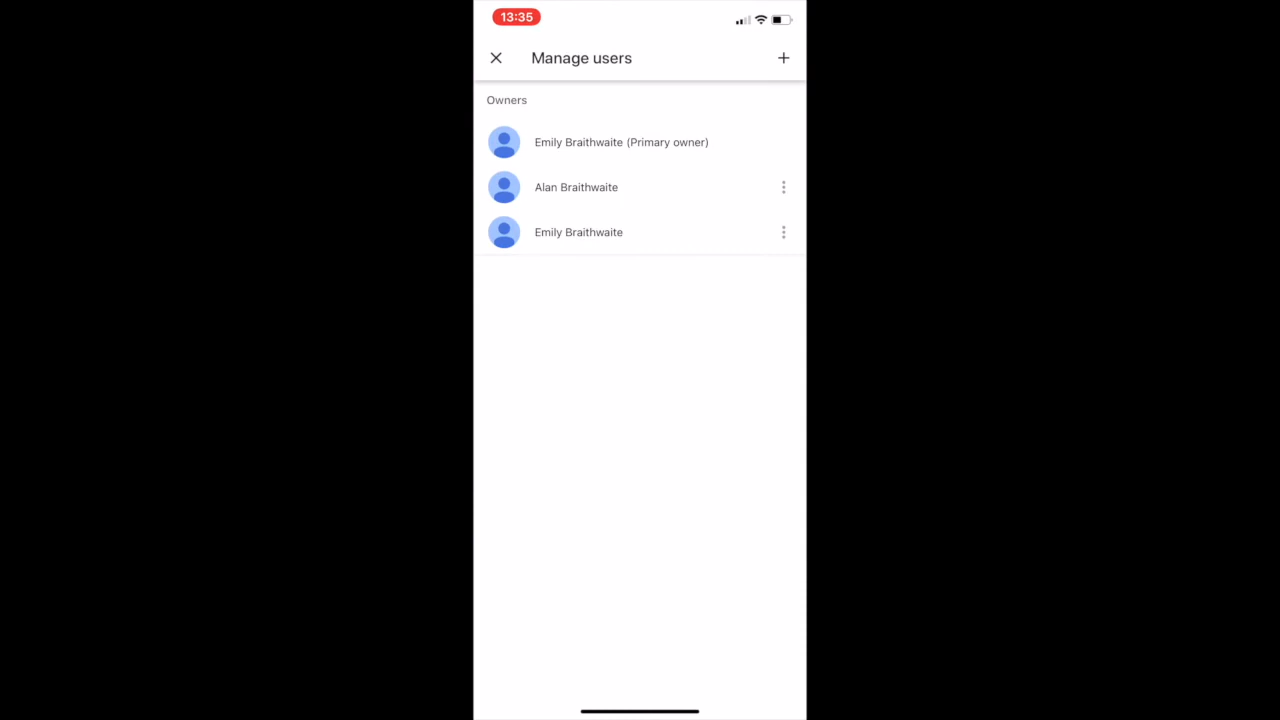 13:35
Manage users
Owners
Emily Braithwaite (Primary owner)
Alan Braithwaite
Emily Braithwaite